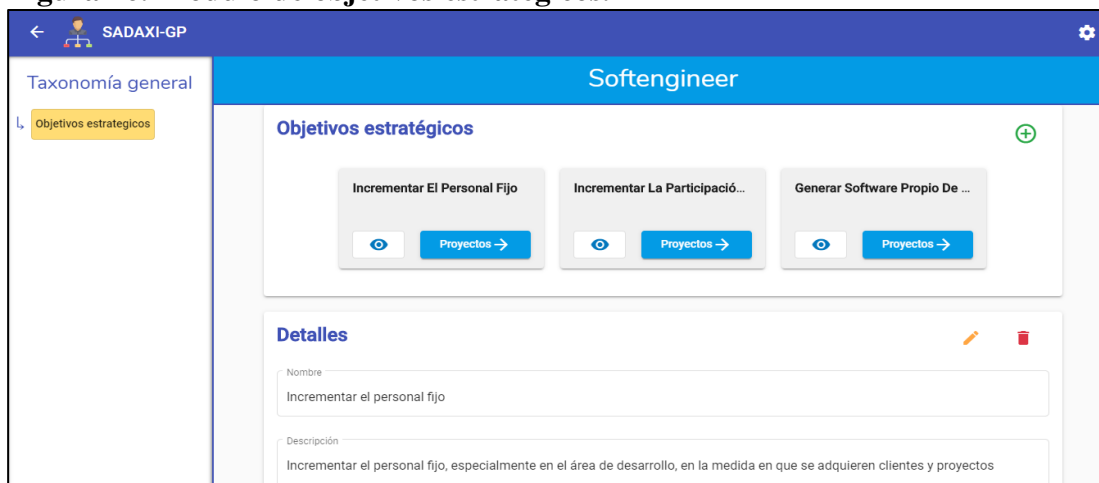 SADAXI-GP
Taxonomía general
Objetivos estrategicos
Softengineer
Objetivos estratégicos
Incrementar El Personal Fijo
Proyectos
Incrementar La Participació...
Proyectos
Generar Software Propio De ...
Proyectos
Detalles
Nombre
Incrementar el personal fijo
Descripción
Incrementar el personal fijo, especialmente en el área de desarrollo, en la medida en que se adquieren clientes y proyectos